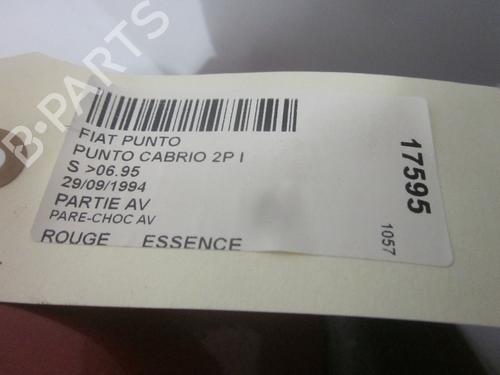 B-PARTS
FIAT PUNTO
PUNTO CABRIO 2P I
S >06.95
29/09/1994
PARTIE AV
PARE-CHOC AV
ROUGE ESSENCE
17595
1057